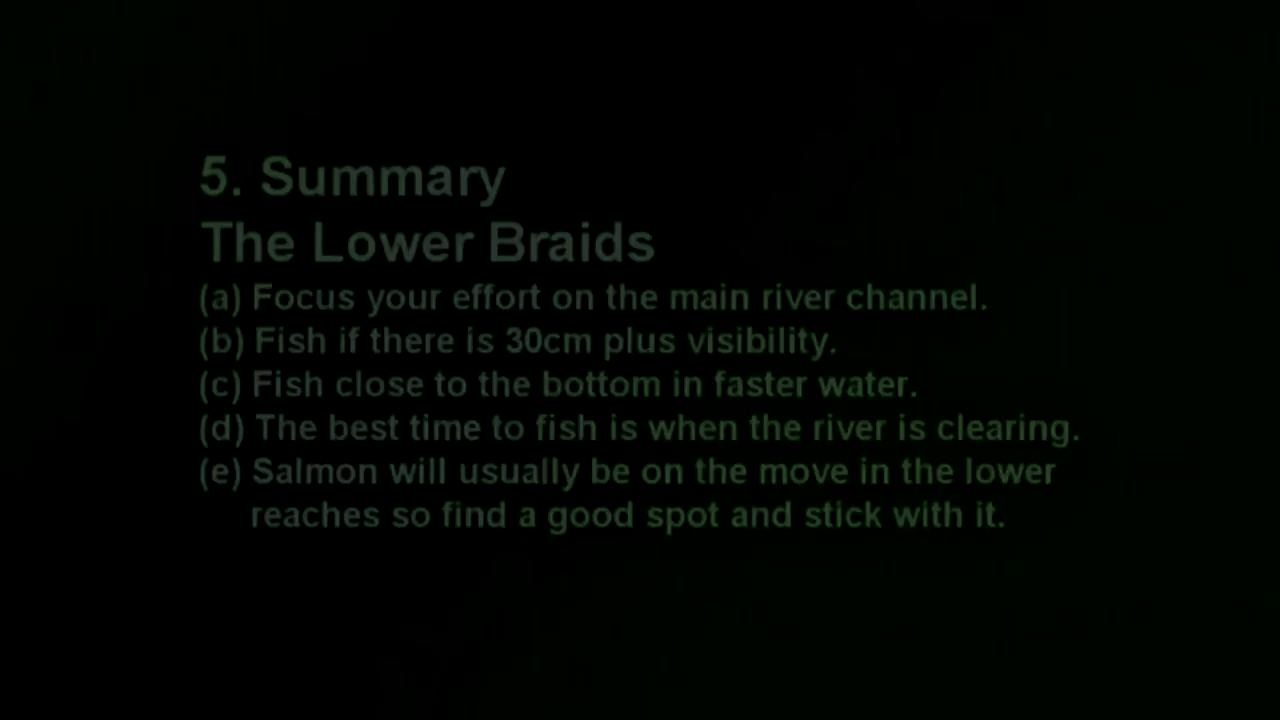 5. Summary
The Lower Braids
(a) Focus your effort on the main river channel.
(b) Fish if there is 30cm plus visibility.
(c) Fish close to the bottom in faster water.
(d) The best time to fish is when the river is clearing.
(e) Salmon will usually be on the move in the lower
reaches so find a good spot and stick with it.